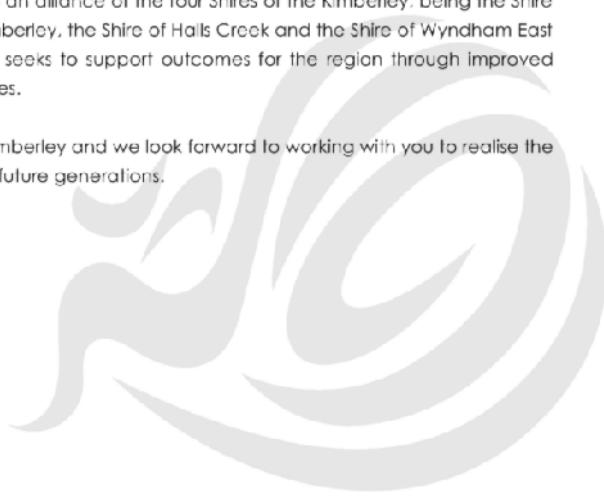 an alliance of the four Shires of the Kimberley, being the Shire
mberley, the Shire of Halls Creek and the Shire of Wyndham East
seeks to support outcomes for the region through improved
es.
mberley and we look forward to working with you to realise the
future generations.